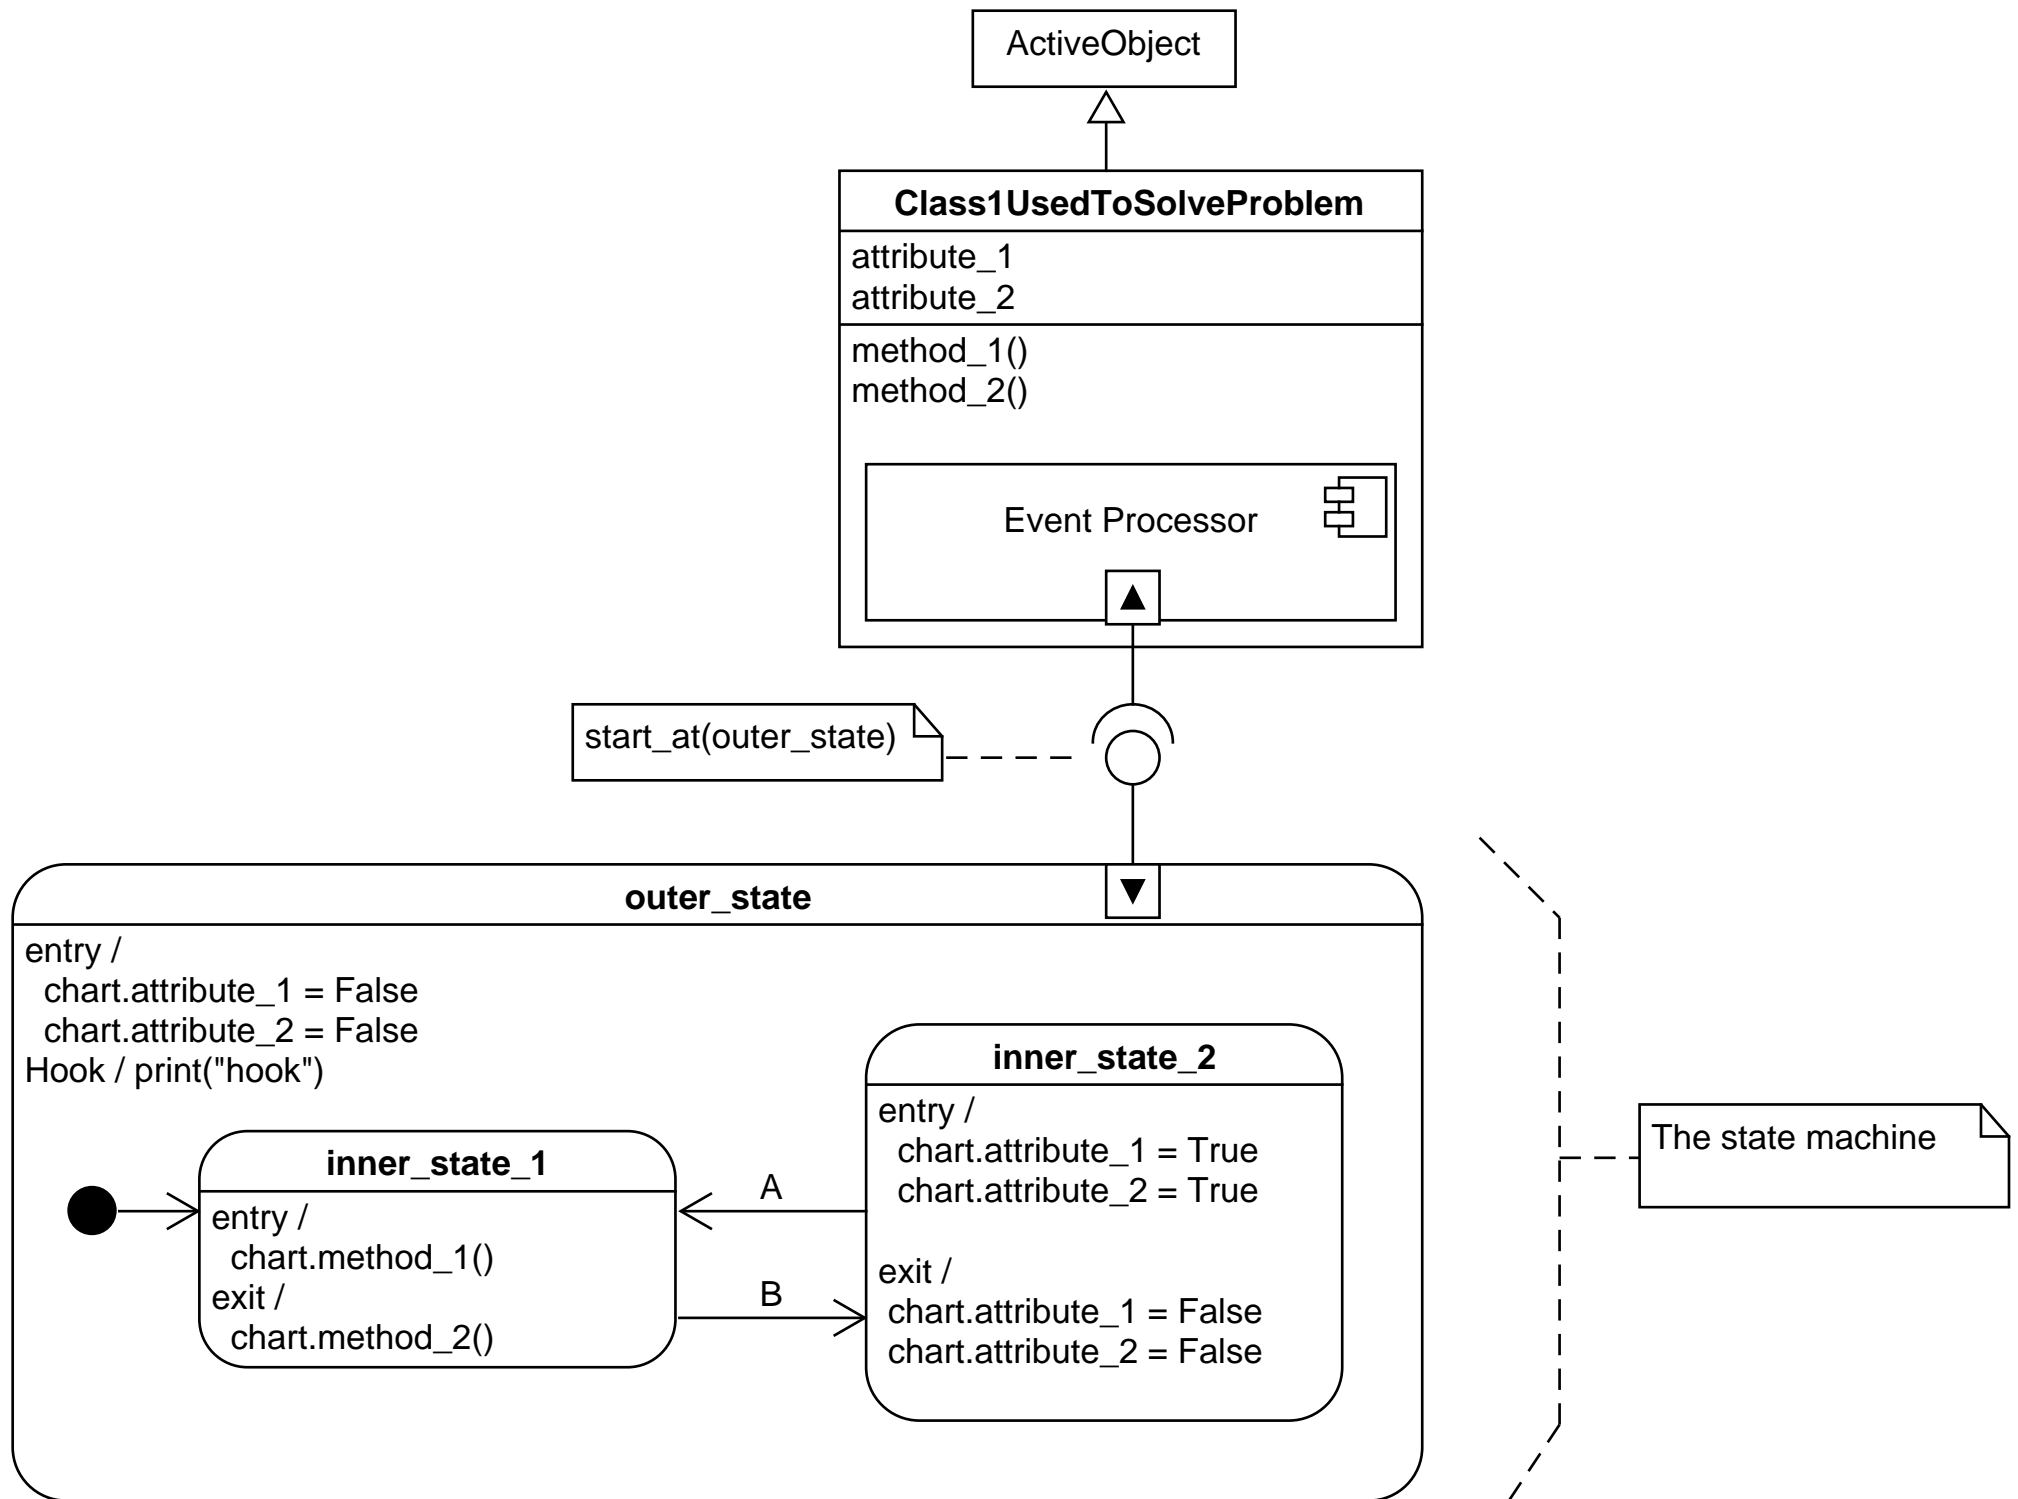 ActiveObject
Class1UsedToSolveProblem
attribute_1
attribute_2
method_1()
method_2()
Event Processor
start_at(outer_state)
outer_state
entry /
chart.attribute_1 = False
chart.attribute_2 = False
Hook / print("hook")
inner_state_1
entry /
chart.method_1()
exit /
chart.method_2()
A
B
inner_state_2
entry /
chart.attribute_1 = True
chart.attribute_2 = True
exit /
chart.attribute_1 = False
chart.attribute_2 = False
The state machine